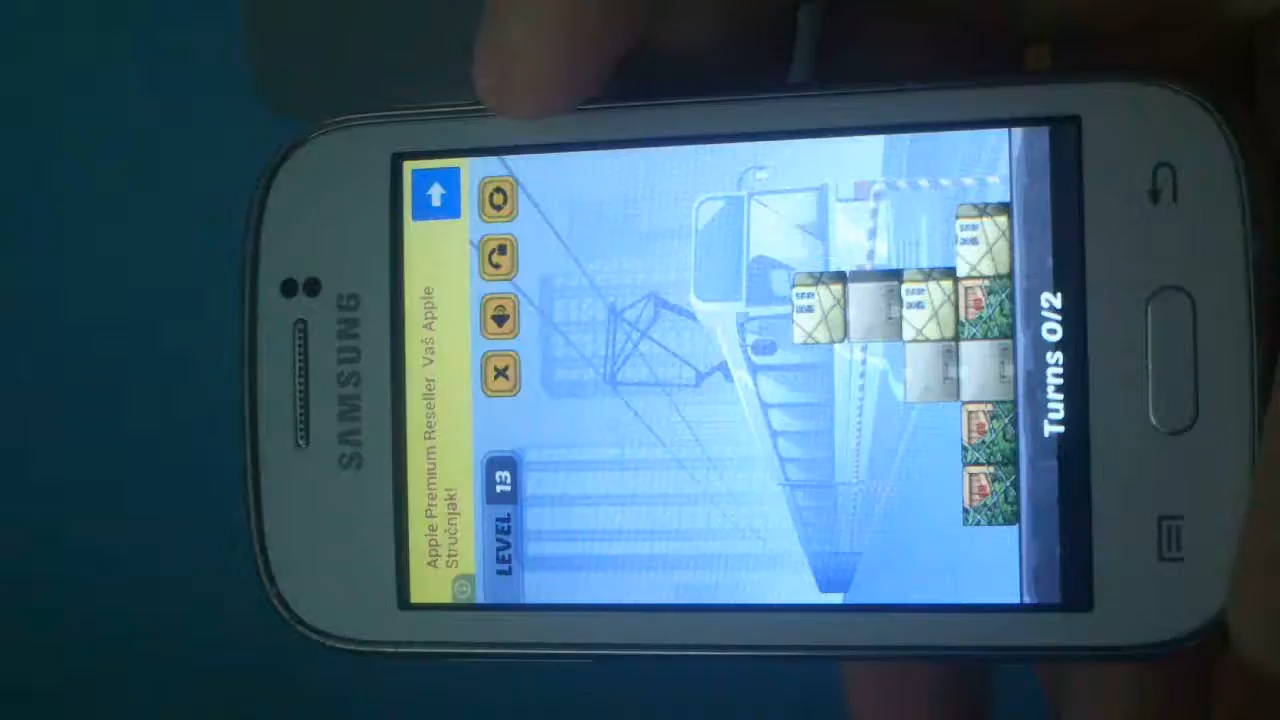 SAMSUNG
Apple Premium Reseller. Vaš Apple
Stručnjak!
LEVEL 13
X
Turns 0/2